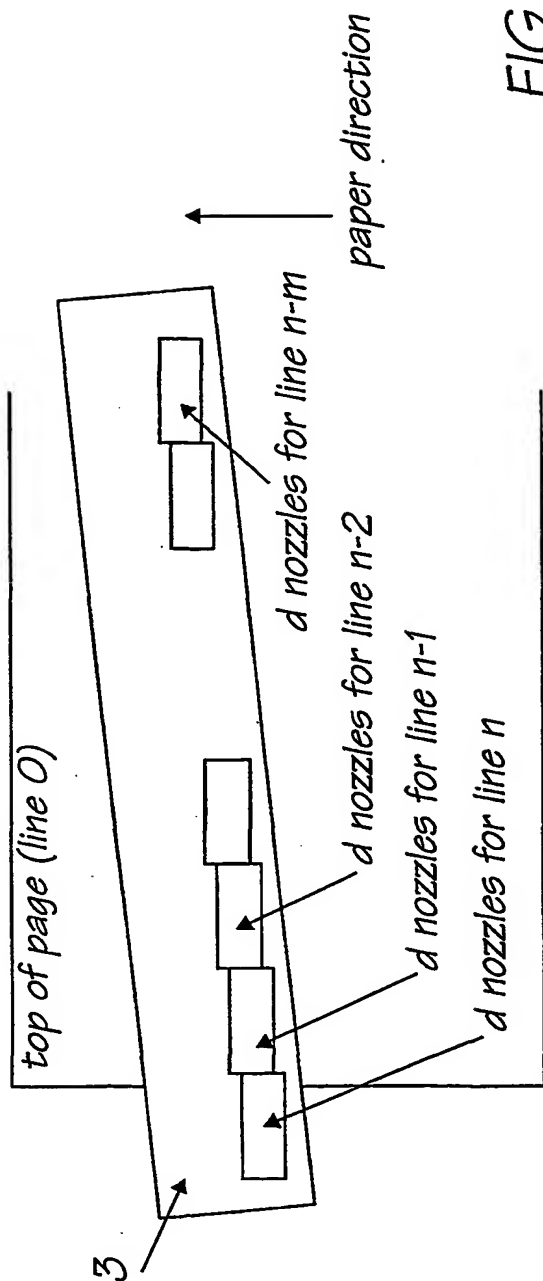 top of page (line 0)
3
paper direction
d nozzles for line n-m
d nozzles for line n-2
d nozzles for line n-1
d nozzles for line n
FIG